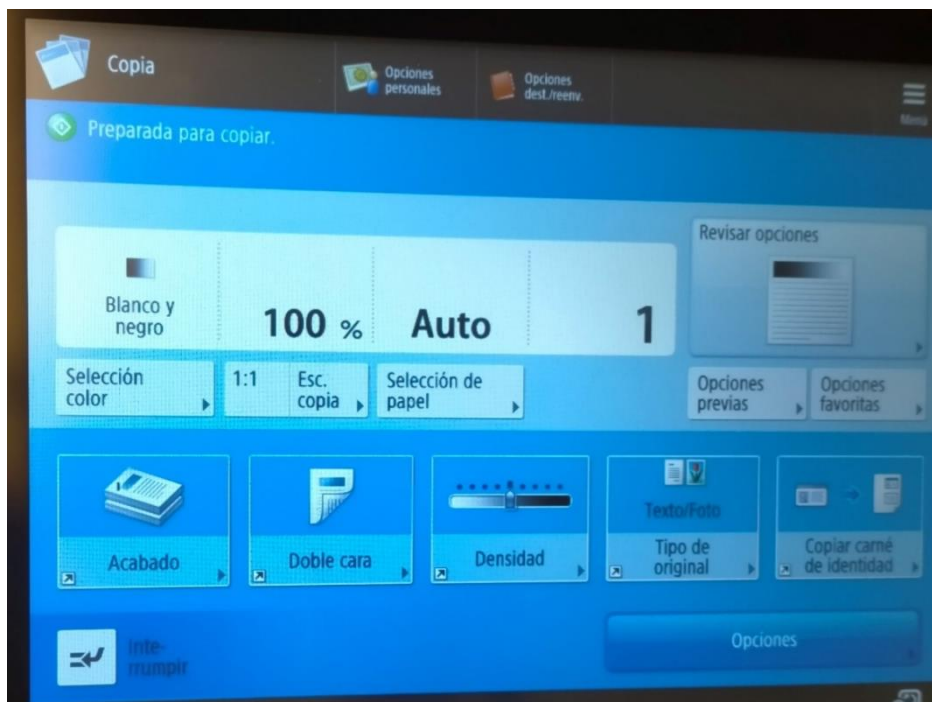 Copia
Opciones
personales
Opciones
dest./reenv.
Menú
Preparada para copiar.
Revisar opciones
Blanco y
negro
100 %
Auto
1
Selección
color
1:1
Esc.
copia
Selección de
papel
Opciones
previas
Opciones
favoritas
Acabado
Doble cara
Densidad
Texto/Foto
Tipo de
original
Copiar carné
de identidad
Inte-
rrumpir
Opciones